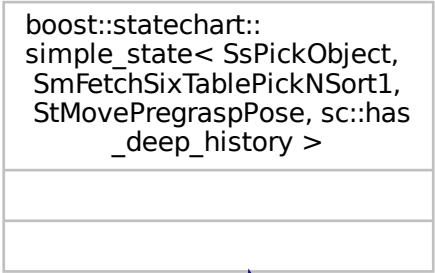 boost::statechart::
simple_state< SsPickObject,
SmFetchSixTablePickNSort1,
StMovePregraspPose, sc::has
_deep_history >